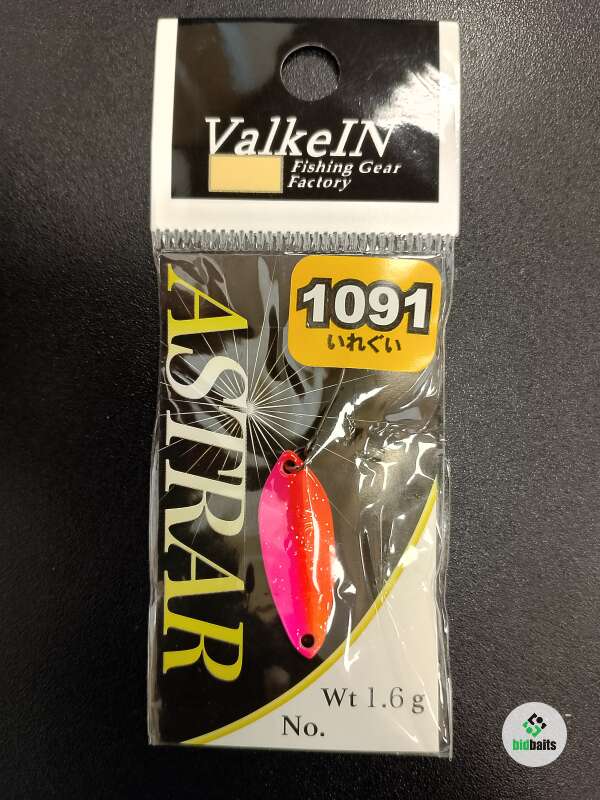 ValkeIN
Fishing Gear
Factory
1091
いれぐい
ASTRAR
Wt 1.6 g
No.
bidbaits